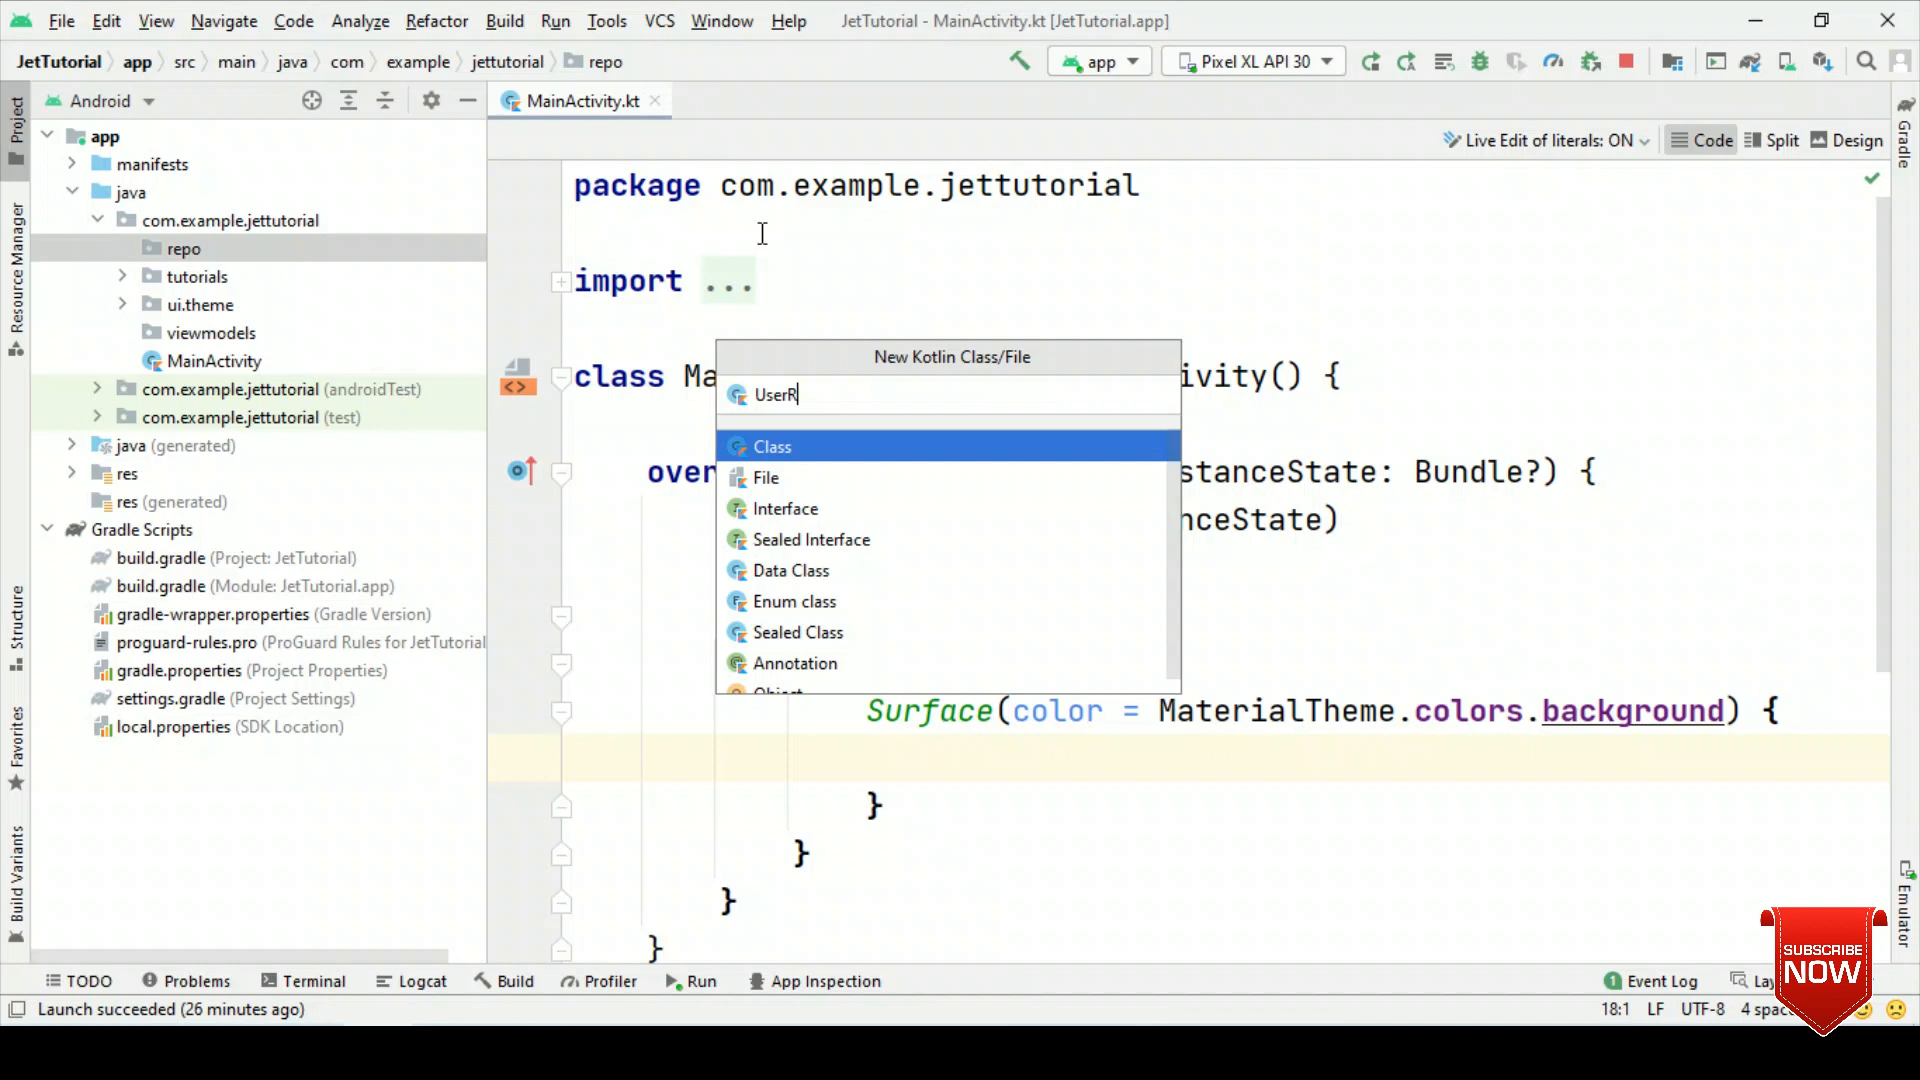 File Edit View Navigate Code Analyze Refactor Build Run Tools VCS Window Help JetTutorial - MainActivity.kt [JetTutorial.app]
JetTutorial app src main java com example jettutorial repo app Pixel XL API 30
Project
Android
MainActivity.kt
Gradle
Live Edit of literals: ON Code Split Design
app
manifests
java
com.example.jettutorial
repo
tutorials
ui.theme
viewmodels
MainActivity
com.example.jettutorial (androidTest)
com.example.jettutorial (test)
java (generated)
res
res (generated)
Gradle Scripts
build.gradle (Project: JetTutorial)
build.gradle (Module: JetTutorial.app)
gradle-wrapper.properties (Gradle Version)
proguard-rules.pro (ProGuard Rules for JetTutorial
gradle.properties (Project Properties)
settings.gradle (Project Settings)
local.properties (SDK Location)
Resource Manager
Structure
Favorites
Build Variants
package com.example.jettutorial
import ...
class Ma
ivity() {
over
stanceState: Bundle?) {
nceState)
New Kotlin Class/File
UserR
Class
File
Interface
Sealed Interface
Data Class
Enum class
Sealed Class
Annotation
Object
Surface(color = MaterialTheme.colors.background) {
}
}
}
}
Emulator
SUBSCRIBE
NOW
TODO Problems Terminal Logcat Build Profiler Run App Inspection 1 Event Log Lay
Launch succeeded (26 minutes ago) 18:1 LF UTF-8 4 spac